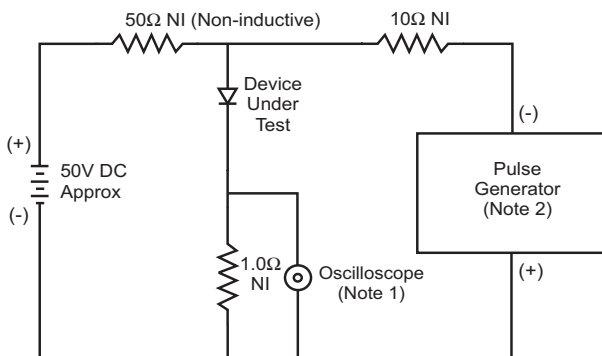 50Ω NI (Non-inductive)
10Ω NI
Device
Under
Test
(+)
50V DC
Approx
(-)
(-)
Pulse
Generator
(Note 2)
(+)
1.0Ω
NI
Oscilloscope
(Note 1)